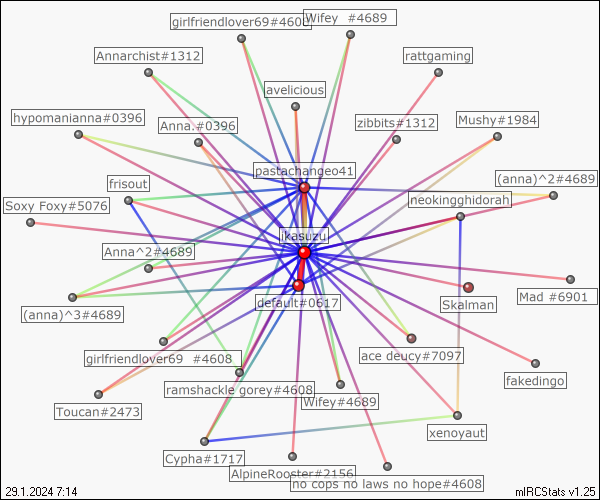 girlfriendlover69#4608
Wifey  #4689
Annarchist#1312
rattgaming
avelicious
hypomanianna#0396
Anna.#0396
zibbits#1312
Mushy#1984
pastachangeo41
(anna)^2#4689
frisout
neokingghidorah
Soxy Foxy#5076
jkasuzu
Anna^2#4689
default#0617
Skalman
Mad #6901
(anna)^3#4689
girlfriendlover69  #4608
ace deucy#7097
ramshackle gorey#4608
fakedingo
Wifey#4689
Toucan#2473
xenoyaut
Cypha#1717
AlpineRooster#2156
no cops no laws no hope#4608
29.1.2024 7:14
mIRCStats v1.25